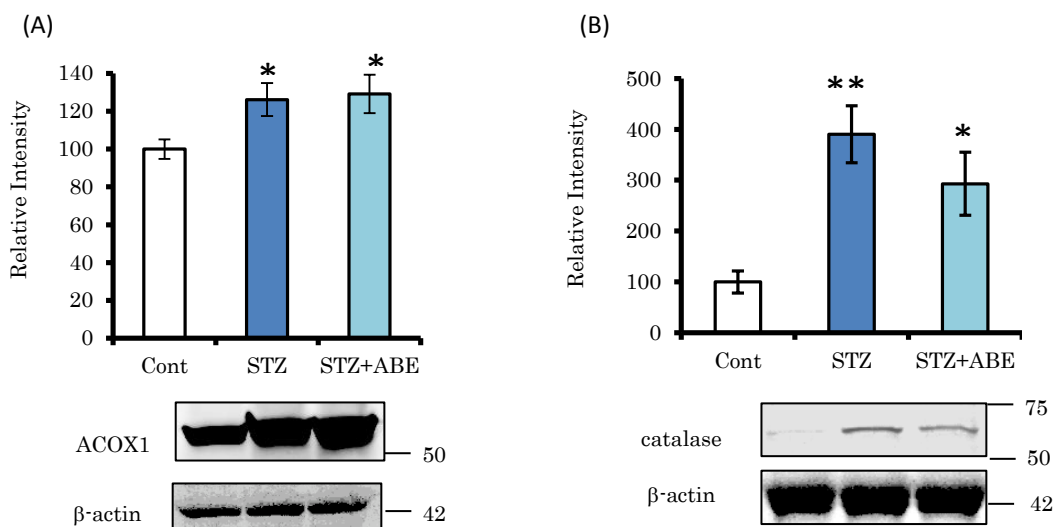 (A)
Relative Intensity
140
120
100
80
60
40
20
0
*
*
Cont STZ STZ+ABE
ACOX1
50
β-actin
42
(B)
Relative Intensity
500
400
300
200
100
0
**
*
Cont STZ STZ+ABE
75
catalase
50
β-actin
42